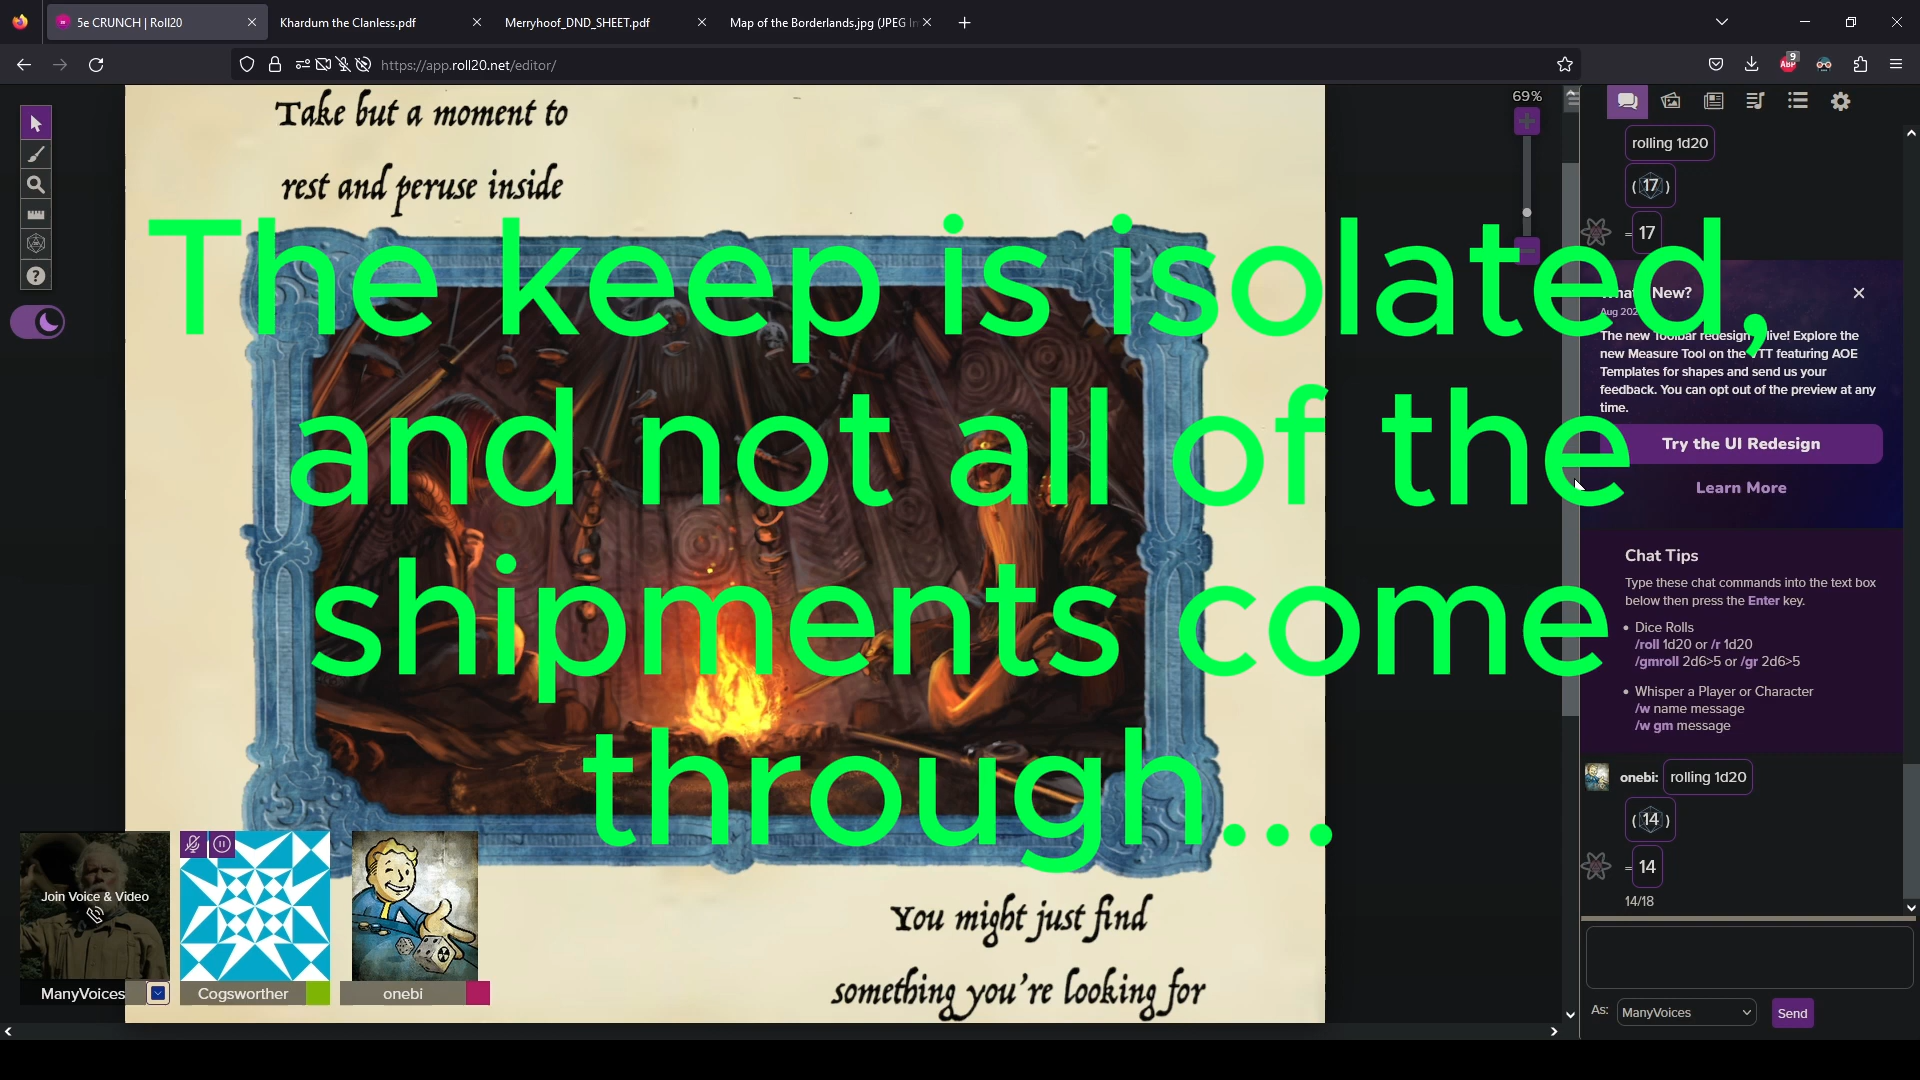 5e CRUNCH | Roll20
Khardum the Clanless.pdf
Merryhoof_DND_SHEET.pdf
Map of the Borderlands.jpg (JPEG
https://app.roll20.net/editor/
ABP
9
Take but a moment to
rest and peruse inside
The keep is isolated,
and not all of the
shipments come
through...
You might just find
something you're looking for
Join Voice & Video
ManyVoices
Cogsworther
onebi
69%
rolling 1d20
(17)
=17
New?
Aug 202
The new Toolbar redesign live! Explore the
new Measure Tool on the VTT featuring AOE
Templates for shapes and send us your
feedback. You can opt out of the preview at any
time.
Try the UI Redesign
Learn More
Chat Tips
Type these chat commands into the text box
below then press the Enter key.
• Dice Rolls
/roll 1d20 or /r 1d20
/gmroll 2d6>5 or /gr 2d6>5
• Whisper a Player or Character
/w name message
/w gm message
onebi: rolling 1d20
(14)
=14
14/18
As: ManyVoices
Send